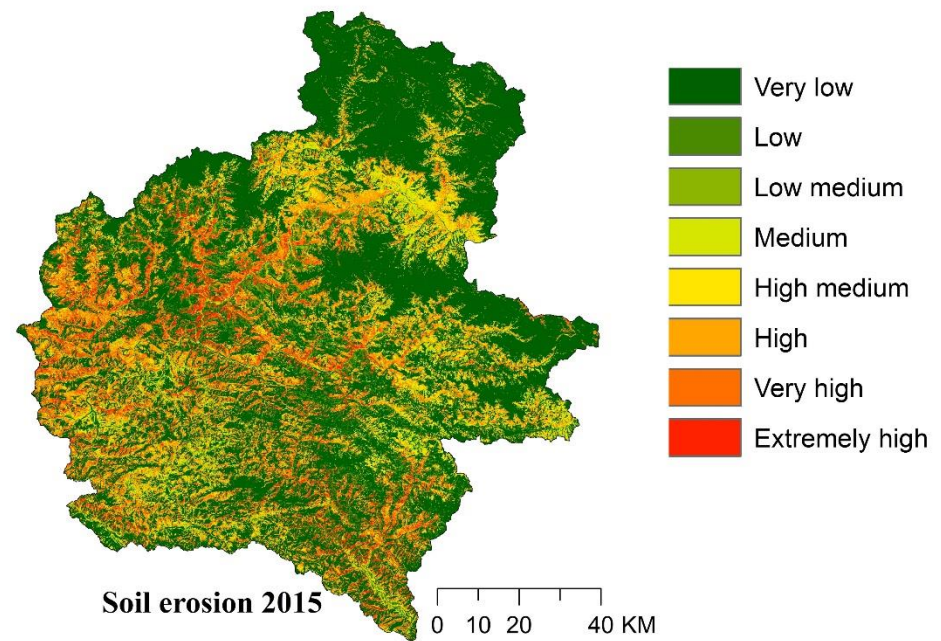 Very low
Low
Low medium
Medium
High medium
High
Very high
Extremely high
Soil erosion 2015
0 10 20 40 KM